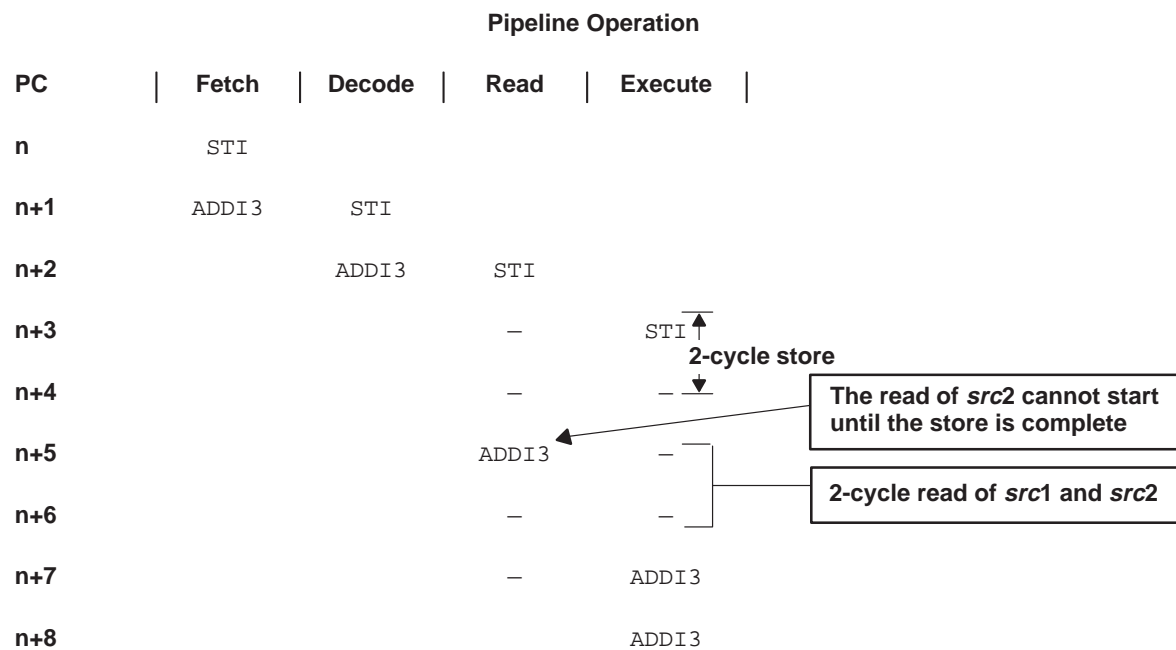 Pipeline Operation
PC | Fetch | Decode | Read | Execute |
n STI
n+1 ADDI3 STI
n+2 ADDI3 STI
n+3 – STI
2-cycle store
n+4 – –
The read of src2 cannot start
until the store is complete
n+5 ADDI3 –
2-cycle read of src1 and src2
n+6 – –
n+7 – ADDI3
n+8 ADDI3